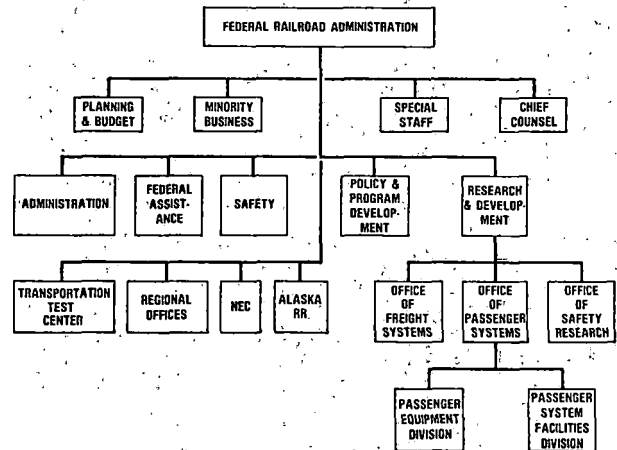 FEDERAL RAILROAD ADMINISTRATION
PLANNING
& BUDGET
MINORITY
BUSINESS
SPECIAL
STAFF
CHIEF
COUNSEL
ADMINISTRATION
FEDERAL
ASSIST-
ANCE
SAFETY
POLICY &
PROGRAM
DEVELOP-
MENT
RESEARCH
& DEVELOP-
MENT
TRANSPORTATION
TEST
CENTER
REGIONAL
OFFICES
NEC
ALASKA
RR
OFFICE
OF
FREIGHT
SYSTEMS
OFFICE
OF
PASSENGER
SYSTEMS
OFFICE
OF
SAFETY
RESEARCH
PASSENGER
EQUIPMENT
DIVISION
PASSENGER
SYSTEM
FACILITIES
DIVISION